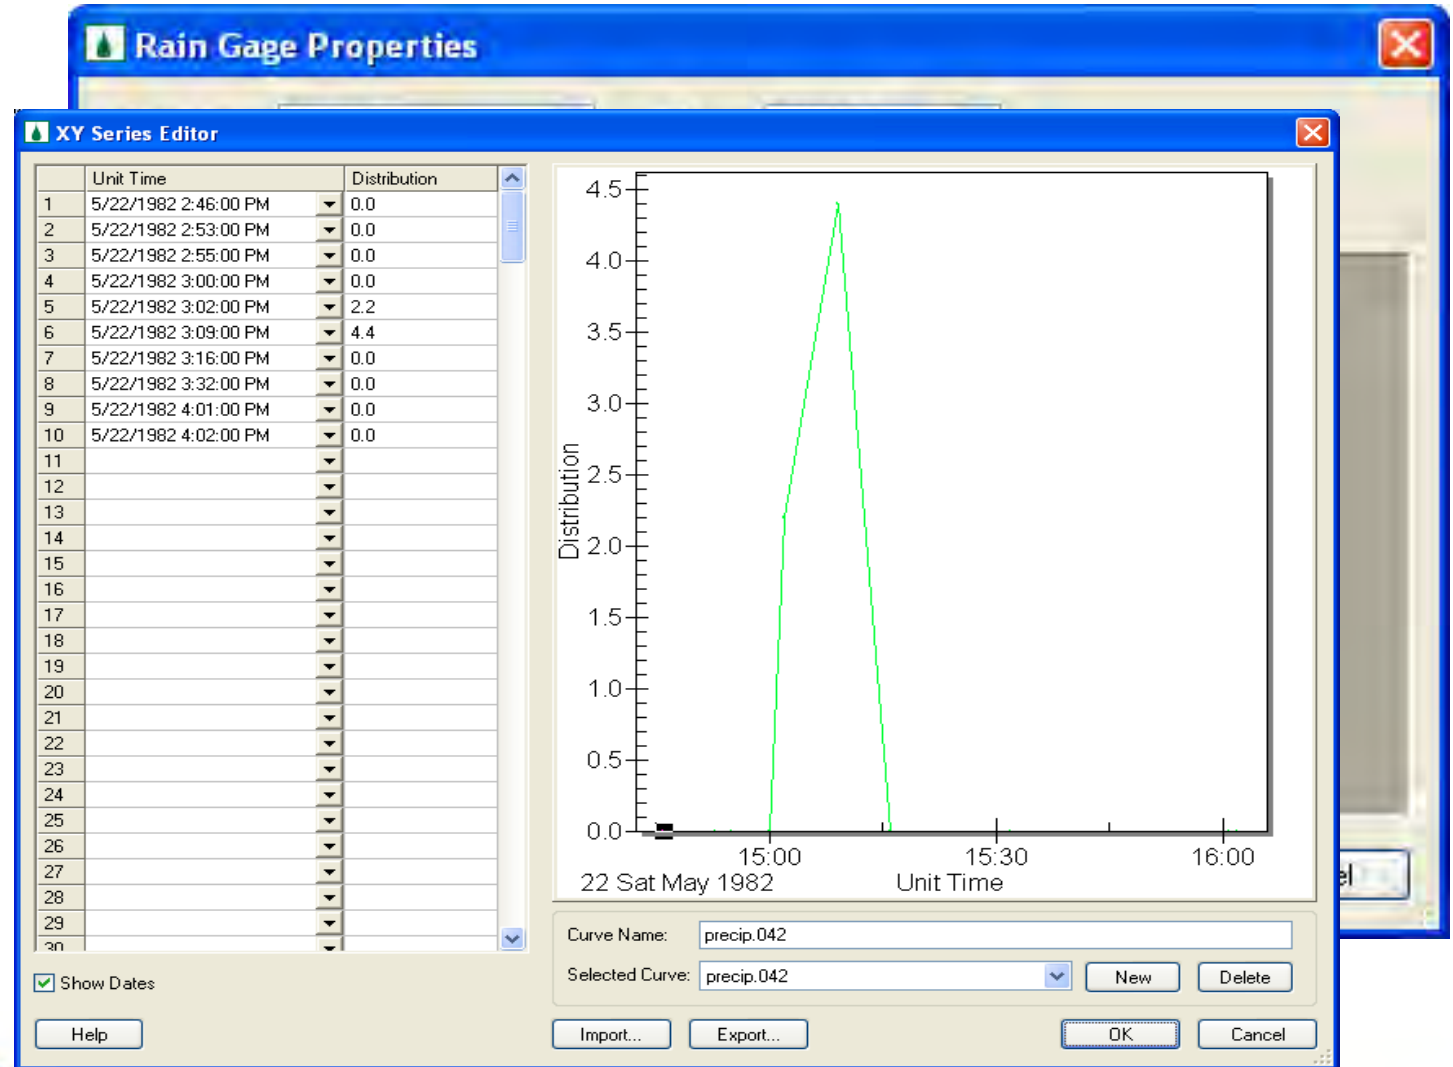 Rain Gage Properties
XY Series Editor
Unit Time Distribution
1 5/22/1982 2:46:00 PM 0.0
2 5/22/1982 2:53:00 PM 0.0
3 5/22/1982 2:55:00 PM 0.0
4 5/22/1982 3:00:00 PM 0.0
5 5/22/1982 3:02:00 PM 2.2
6 5/22/1982 3:09:00 PM 4.4
7 5/22/1982 3:16:00 PM 0.0
8 5/22/1982 3:32:00 PM 0.0
9 5/22/1982 4:01:00 PM 0.0
10 5/22/1982 4:02:00 PM 0.0
11
12
13
14
15
16
17
18
19
20
21
22
23
24
25
26
27
28
29
30
Show Dates
Help
4.5
4.0
3.5
3.0
2.5
2.0
1.5
1.0
0.5
0.0
Distribution
15:00 15:30 16:00
22 Sat May 1982 Unit Time
Curve Name: precip.042
Selected Curve: precip.042 New Delete
Import... Export... OK Cancel